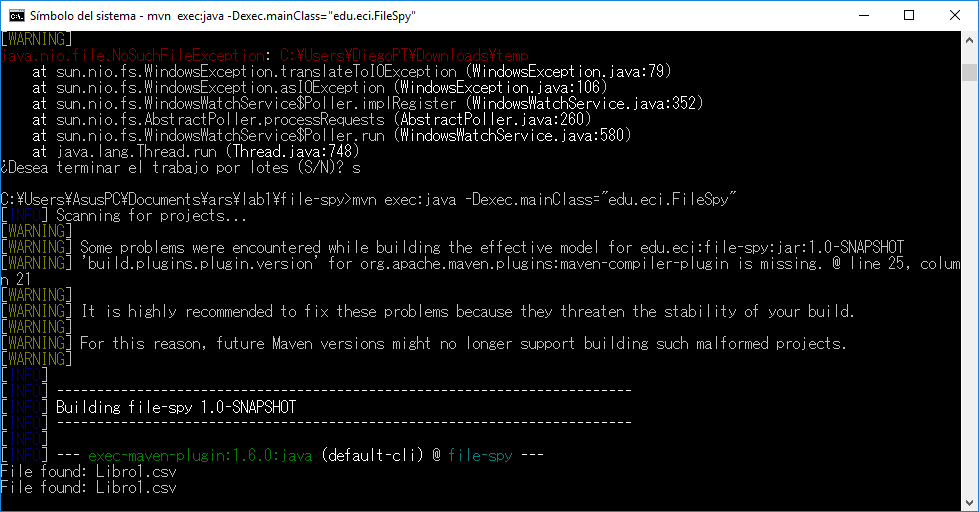 Símbolo del sistema - mvn  exec:java -Dexec.mainClass="edu.eci.FileSpy"
[WARNING]
java.nio.file.NoSuchFileException: C:¥Users¥DiegoPT¥Downloads¥temp
    at sun.nio.fs.WindowsException.translateToIOException (WindowsException.java:79)
    at sun.nio.fs.WindowsException.asIOException (WindowsException.java:106)
    at sun.nio.fs.WindowsWatchService$Poller.implRegister (WindowsWatchService.java:352)
    at sun.nio.fs.AbstractPoller.processRequests (AbstractPoller.java:260)
    at sun.nio.fs.WindowsWatchService$Poller.run (WindowsWatchService.java:580)
    at java.lang.Thread.run (Thread.java:748)
¿Desea terminar el trabajo por lotes (S/N)? s
C:¥Users¥AsusPC¥Documents¥ars¥lab1¥file-spy>mvn exec:java -Dexec.mainClass="edu.eci.FileSpy"
[INFO] Scanning for projects...
[WARNING]
[WARNING] Some problems were encountered while building the effective model for edu.eci:file-spy:jar:1.0-SNAPSHOT
[WARNING] 'build.plugins.plugin.version' for org.apache.maven.plugins:maven-compiler-plugin is missing. @ line 25, colum
n 21
[WARNING]
[WARNING] It is highly recommended to fix these problems because they threaten the stability of your build.
[WARNING]
[WARNING] For this reason, future Maven versions might no longer support building such malformed projects.
[WARNING]
[INFO]
[INFO] ------------------------------------------------------------------------
[INFO] Building file-spy 1.0-SNAPSHOT
[INFO] ------------------------------------------------------------------------
[INFO]
[INFO] --- exec-maven-plugin:1.6.0:java (default-cli) @ file-spy ---
File found: Libro1.csv
File found: Libro1.csv